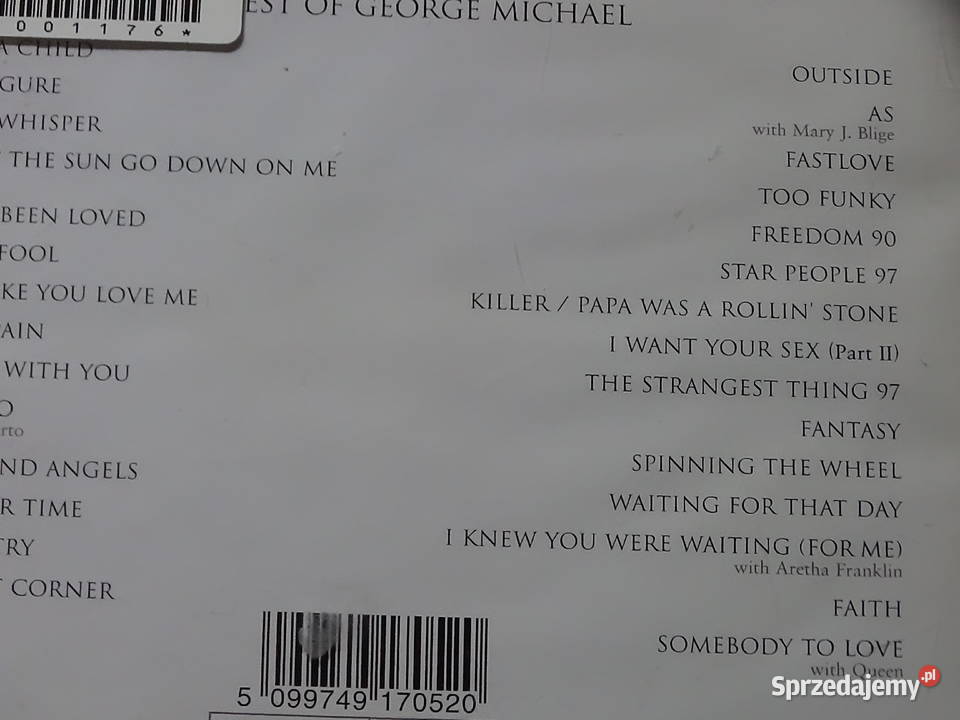 001176*
EST OF GEORGE MICHAEL
A CHILD
GURE
WHISPER
THE SUN GO DOWN ON ME
BEEN LOVED
FOOL
KE YOU LOVE ME
AIN
WITH YOU
O
rto
ND ANGELS
R TIME
TRY
T CORNER
OUTSIDE
AS
with Mary J. Blige
FASTLOVE
TOO FUNKY
FREEDOM 90
STAR PEOPLE 97
KILLER / PAPA WAS A ROLLIN' STONE
I WANT YOUR SEX (Part II)
THE STRANGEST THING 97
FANTASY
SPINNING THE WHEEL
WAITING FOR THAT DAY
I KNEW YOU WERE WAITING (FOR ME)
with Aretha Franklin
FAITH
SOMEBODY TO LOVE
with Queen
5 099749 170520
Sprzedajemy.pl